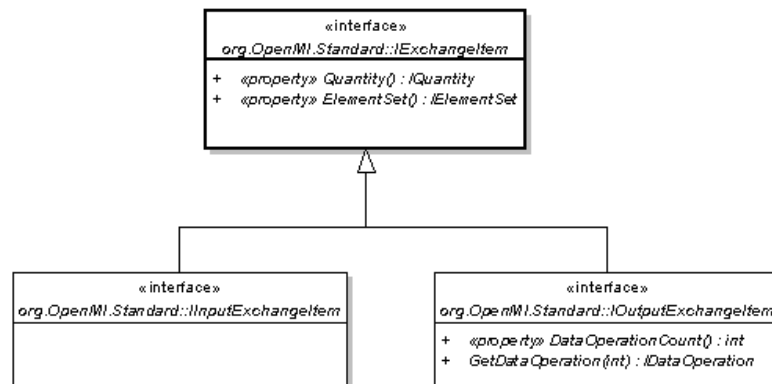 «interface»
org.OpenMI.Standard::IExchangeItem
+ «property» Quantity() : IQuantity
+ «property» ElementSet() : IElementSet
«interface»
org.OpenMI.Standard::IInputExchangeItem
«interface»
org.OpenMI.Standard::IOutputExchangeItem
+ «property» DataOperationCount() : int
+ GetDataOperation(int) : IDataOperation